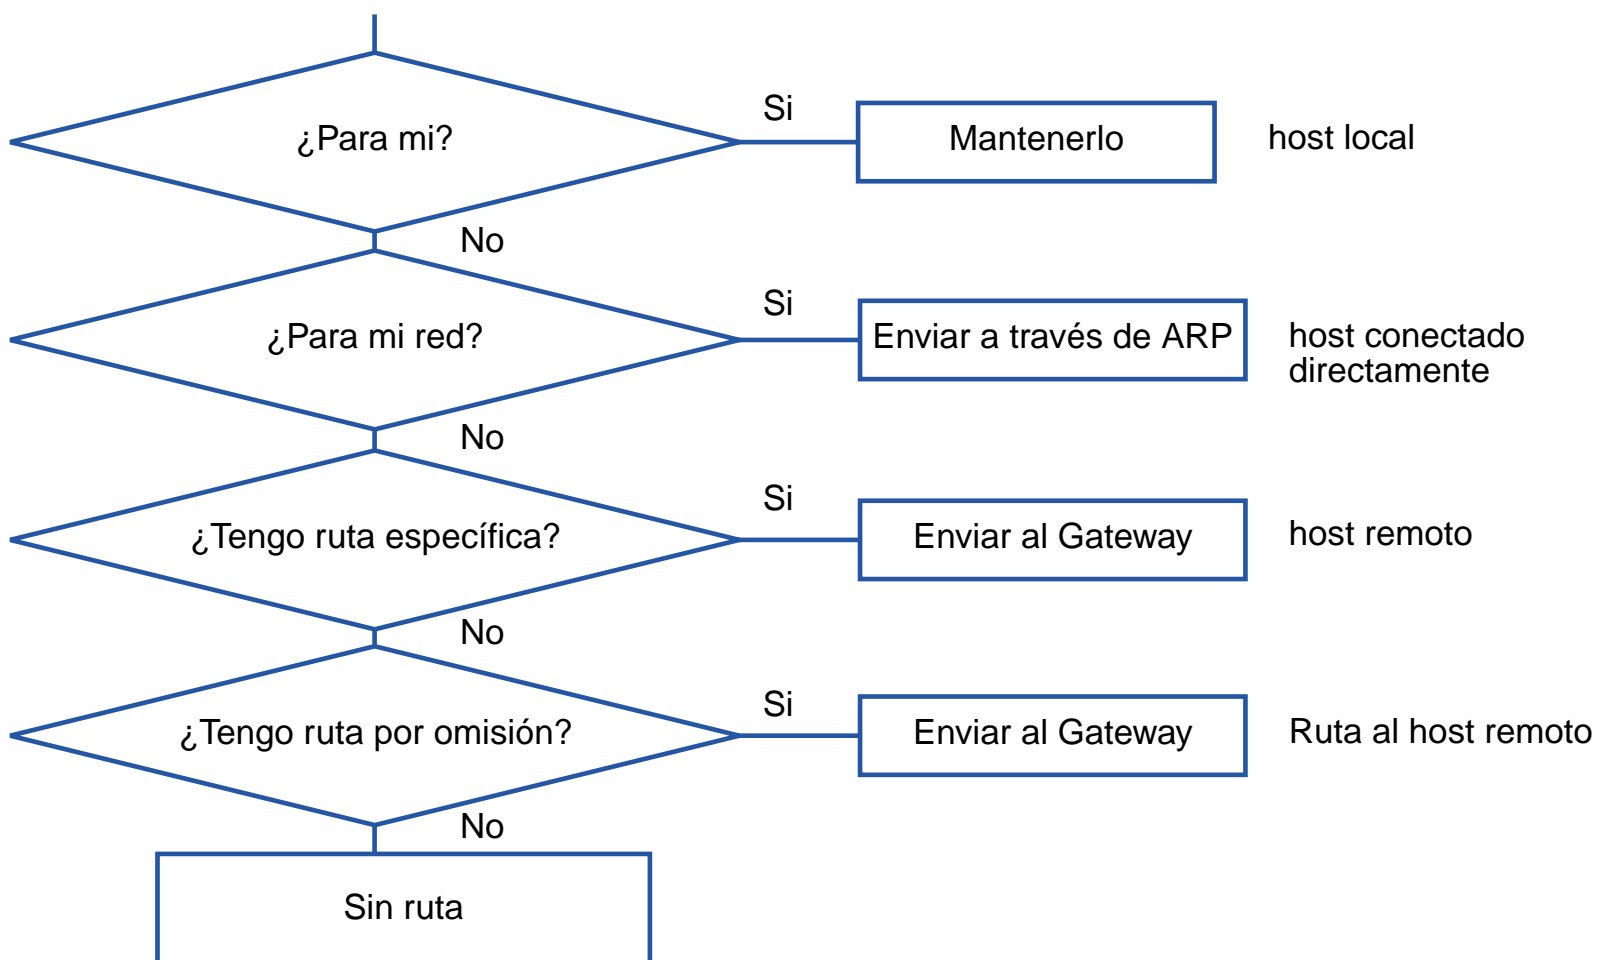 ¿Para mi?
Si
Mantenerlo
host local
No
¿Para mi red?
Si
Enviar a través de ARP
host conectado
directamente
No
¿Tengo ruta específica?
Si
Enviar al Gateway
host remoto
No
¿Tengo ruta por omisión?
Si
Enviar al Gateway
Ruta al host remoto
No
Sin ruta